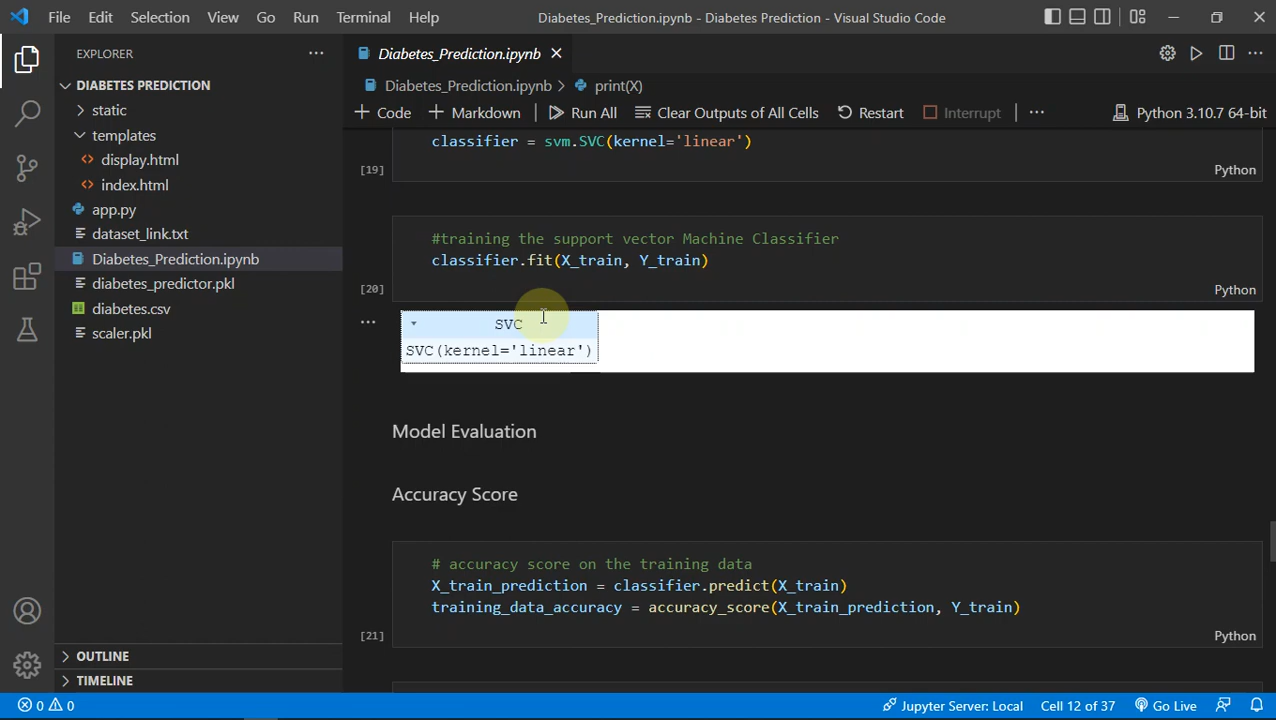 File Edit Selection View Go Run Terminal Help
Diabetes_Prediction.ipynb - Diabetes Prediction - Visual Studio Code
EXPLORER
DIABETES PREDICTION
static
templates
display.html
index.html
app.py
dataset_link.txt
Diabetes_Prediction.ipynb
diabetes_predictor.pkl
diabetes.csv
scaler.pkl
OUTLINE
TIMELINE
Diabetes_Prediction.ipynb
Diabetes_Prediction.ipynb > print(X)
Code Markdown Run All Clear Outputs of All Cells Restart Interrupt Python 3.10.7 64-bit
classifier = svm.SVC(kernel='linear')
[19] Python
#training the support vector Machine Classifier
classifier.fit(X_train, Y_train)
[20] Python
SVC
SVC(kernel='linear')
Model Evaluation
Accuracy Score
# accuracy score on the training data
X_train_prediction = classifier.predict(X_train)
training_data_accuracy = accuracy_score(X_train_prediction, Y_train)
[21] Python
0 0 Jupyter Server: Local Cell 12 of 37 Go Live